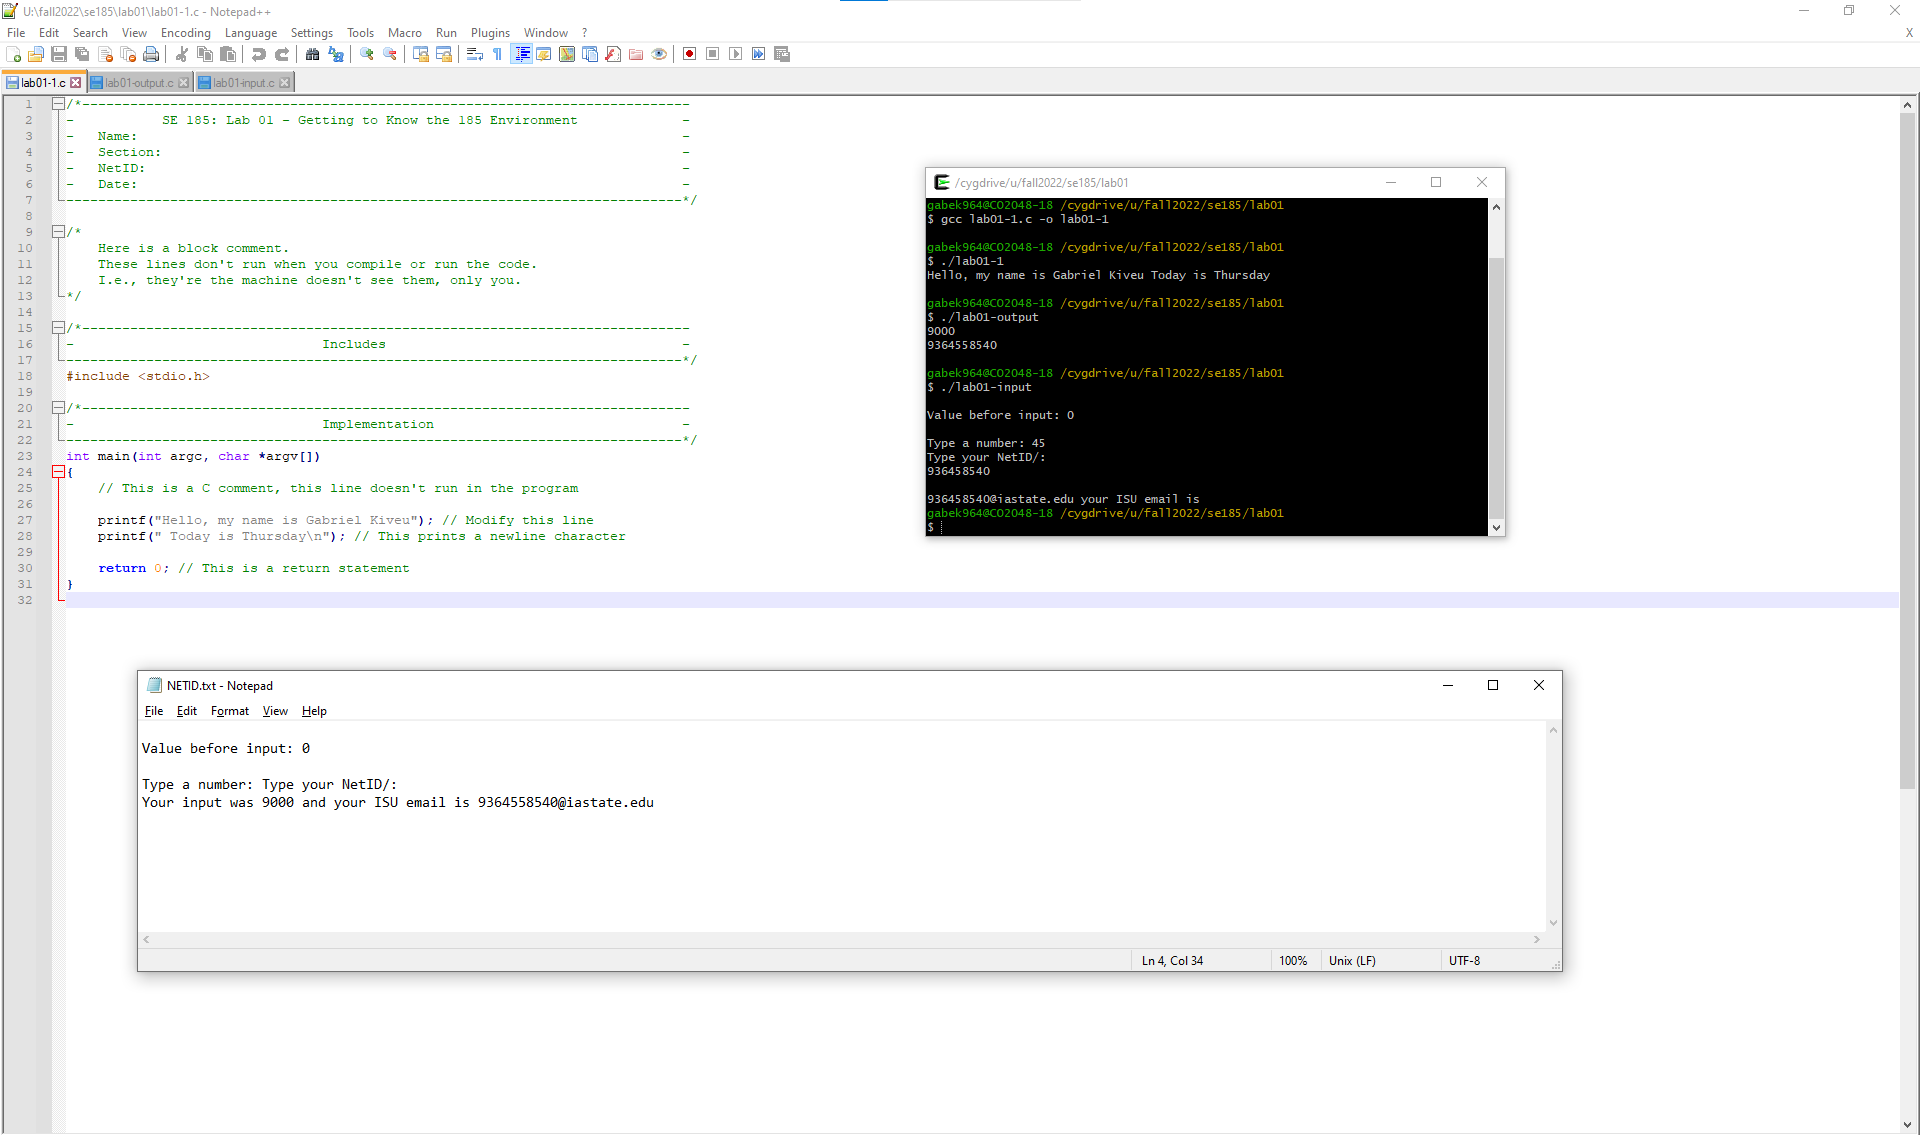 U:\fall2022\se185\lab01\lab01-1.c - Notepad++
File Edit Search View Encoding Language Settings Tools Macro Run Plugins Window ? X
lab01-1.c lab01-output.c lab01-input.c
1 /*-----------------------------------------------------------------------------
2 - SE 185: Lab 01 - Getting to Know the 185 Environment -
3 - Name: -
4 - Section: -
5 - NetID: -
6 - Date: -
7 -----------------------------------------------------------------------------*/
8
9 /*
10 Here is a block comment.
11 These lines don't run when you compile or run the code.
12 I.e., they're the machine doesn't see them, only you.
13 */
14
15 /*-----------------------------------------------------------------------------
16 - Includes -
17 -----------------------------------------------------------------------------*/
18 #include <stdio.h>
19
20 /*-----------------------------------------------------------------------------
21 - Implementation -
22 -----------------------------------------------------------------------------*/
23 int main(int argc, char *argv[])
24 {
25 // This is a C comment, this line doesn't run in the program
26
27 printf("Hello, my name is Gabriel Kiveu"); // Modify this line
28 printf(" Today is Thursday\n"); // This prints a newline character
29
30 return 0; // This is a return statement
31 }
32
/cygdrive/u/fall2022/se185/lab01
gabek964@CO2048-18 /cygdrive/u/fall2022/se185/lab01
$ gcc lab01-1.c -o lab01-1
gabek964@CO2048-18 /cygdrive/u/fall2022/se185/lab01
$ ./lab01-1
Hello, my name is Gabriel Kiveu Today is Thursday
gabek964@CO2048-18 /cygdrive/u/fall2022/se185/lab01
$ ./lab01-output
9000
9364558540
gabek964@CO2048-18 /cygdrive/u/fall2022/se185/lab01
$ ./lab01-input
Value before input: 0
Type a number: 45
Type your NetID/:
936458540
936458540@iastate.edu your ISU email is
gabek964@CO2048-18 /cygdrive/u/fall2022/se185/lab01
$
NETID.txt - Notepad
File Edit Format View Help
Value before input: 0
Type a number: Type your NetID/:
Your input was 9000 and your ISU email is 9364558540@iastate.edu
Ln 4, Col 34 100% Unix (LF) UTF-8